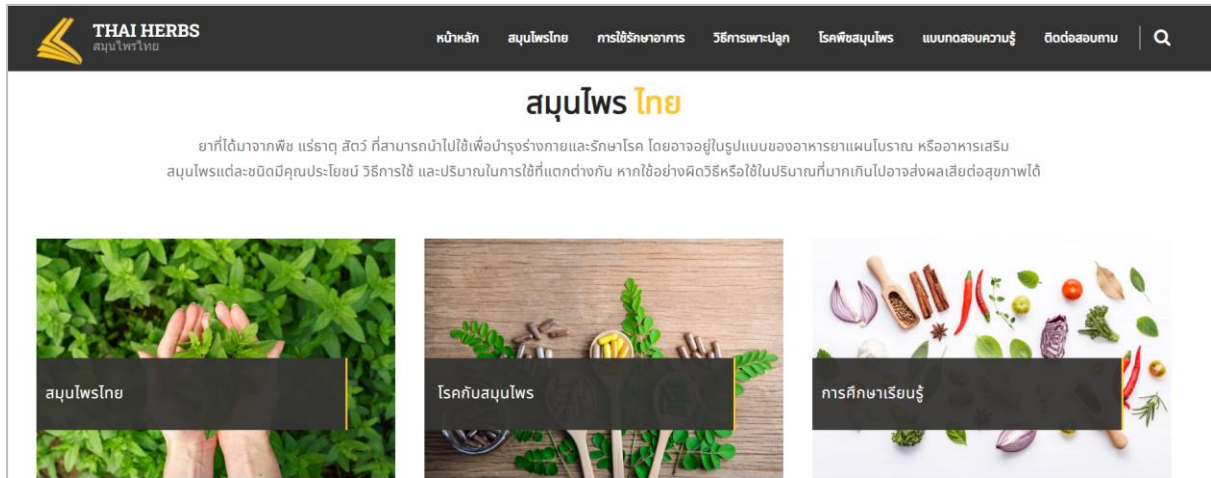 THAI HERBS
สมุนไพรไทย
หน้าหลัก สมุนไพรไทย การใช้รักษาอาการ วิธีการเพาะปลูก โรคพืชสมุนไพร แบบทดสอบความรู้ ติดต่อสอบถาม
สมุนไพร ไทย
ยาที่ได้มาจากพืช แร่ธาตุ สัตว์ ที่สามารถนำไปใช้เพื่อบำรุงร่างกายและรักษาโรค โดยอาจอยู่ในรูปแบบของอาหารยาแผนโบราณ หรืออาหารเสริม
สมุนไพรแต่ละชนิดมีคุณประโยชน์ วิธีการใช้ และปริมาณในการใช้ที่แตกต่างกัน หากใช้อย่างผิดวิธีหรือใช้ในปริมาณที่มากเกินไปอาจส่งผลเสียต่อสุขภาพได้
สมุนไพรไทย
โรคกับสมุนไพร
การศึกษาเรียนรู้